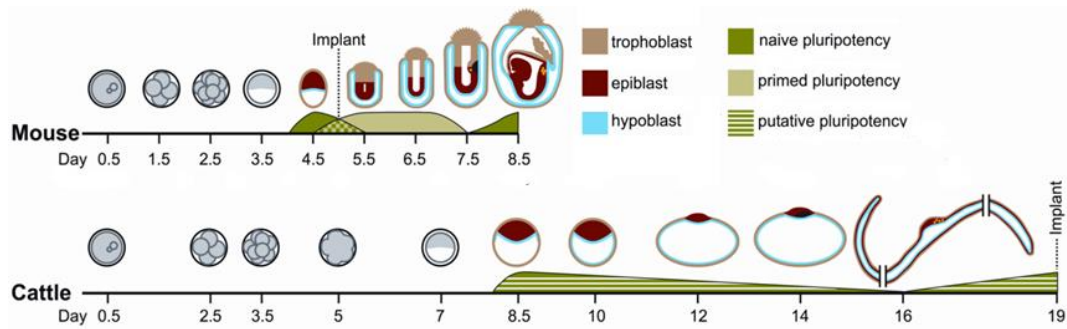 Implant
trophoblast
naive pluripotency
epiblast
primed pluripotency
hypoblast
putative pluripotency
Mouse
Day 0.5 1.5 2.5 3.5 4.5 5.5 6.5 7.5 8.5
Implant
Cattle
Day 0.5 2.5 3.5 5 7 8.5 10 12 14 16 19